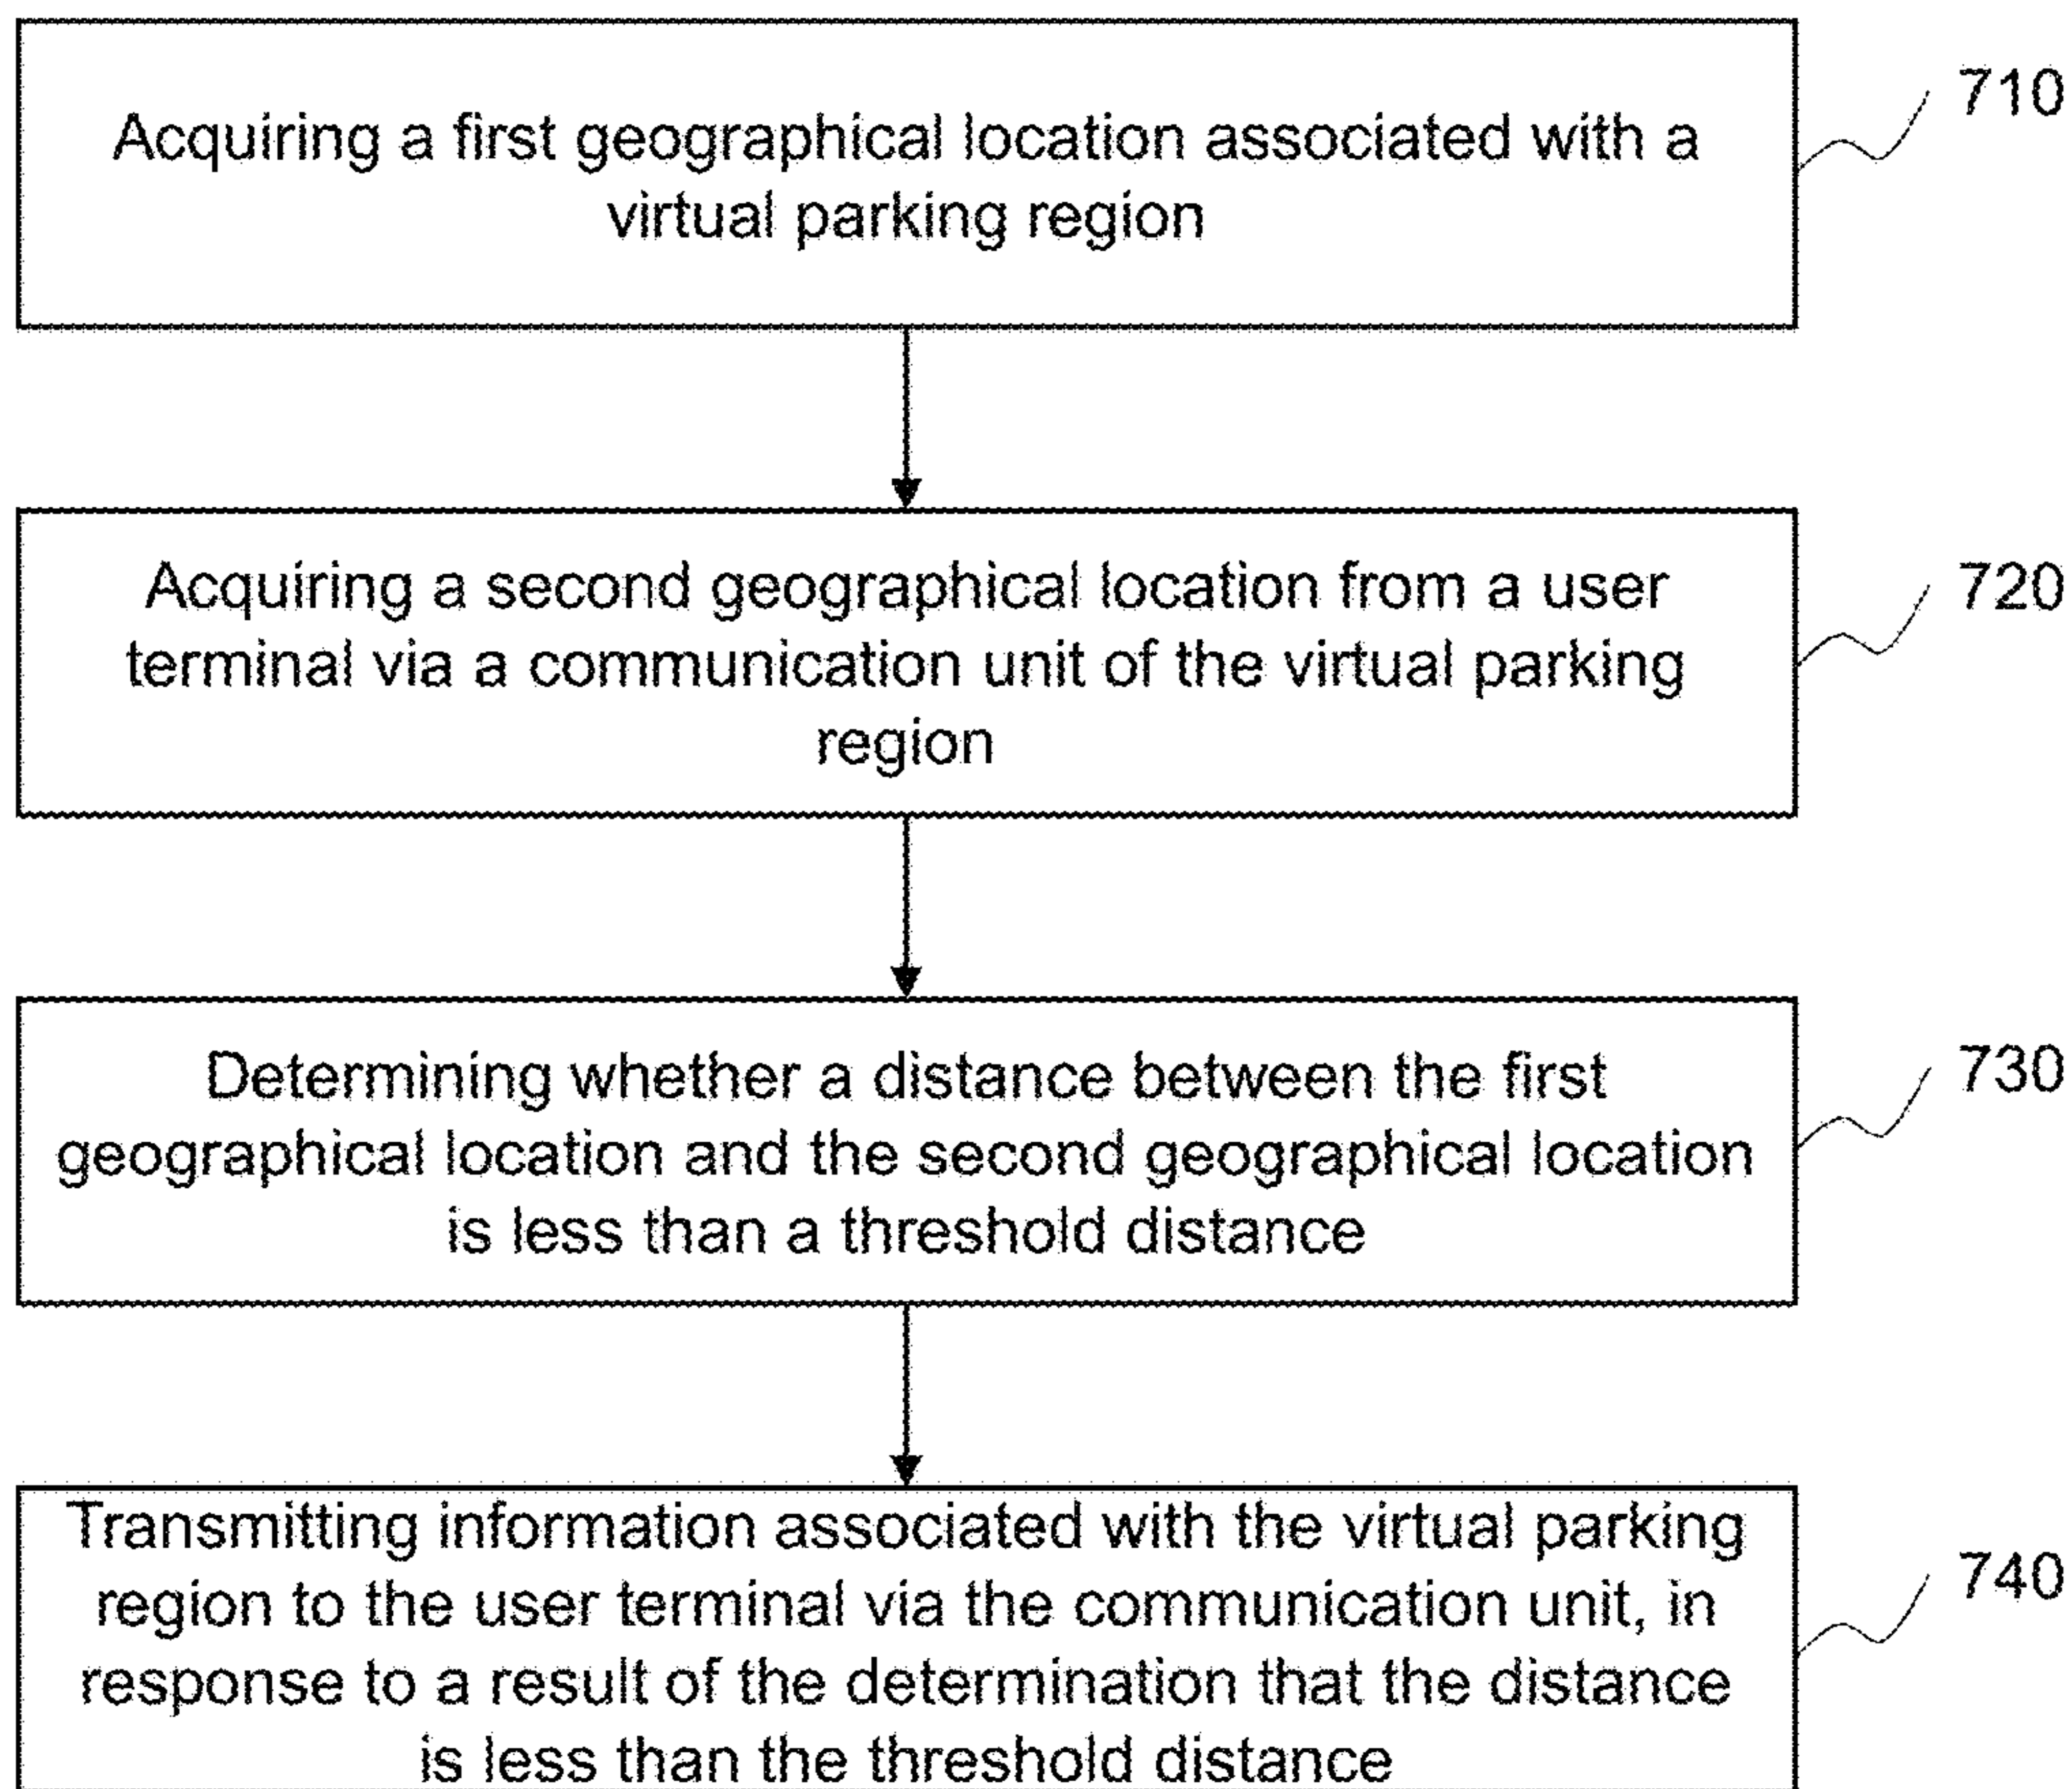 Acquiring a first geographical location associated with a
virtual parking region
710
Acquiring a second geographical location from a user
terminal via a communication unit of the virtual parking
region
720
Determining whether a distance between the first
geographical location and the second geographical location
is less than a threshold distance
730
Transmitting information associated with the virtual parking
region to the user terminal via the communication unit, in
response to a result of the determination that the distance
is less than the threshold distance
740